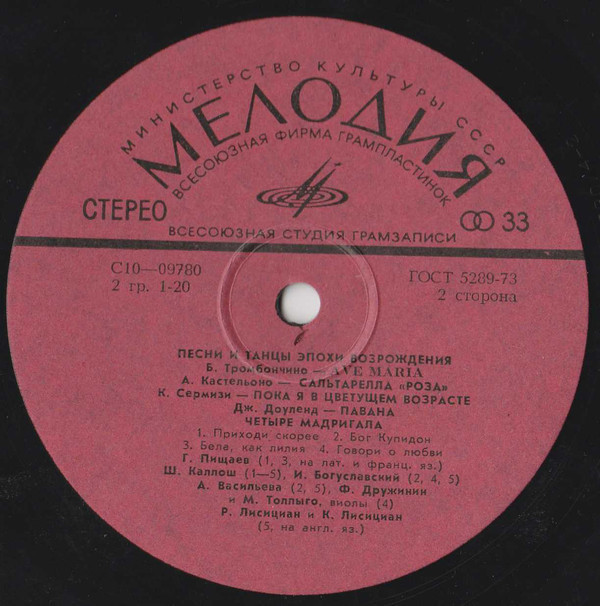 МИНИСТЕРСТВО КУЛЬТУРЫ СССР
МЕЛОДИЯ
ВСЕСОЮЗНАЯ ФИРМА ГРАМПЛАСТИНОК
СТЕРЕО
33
ВСЕСОЮЗНАЯ СТУДИЯ ГРАМЗАПИСИ
С10—09780
ГОСТ 5289-73
2 гр. 1-20
2 сторона
ПЕСНИ И ТАНЦЫ ЭПОХИ ВОЗРОЖДЕНИЯ
Б. Тромбончино — AVE MARIA
А. Кастельоно — САЛЬТАРЕЛЛА «РОЗА»
К. Сермизи — ПОКА Я В ЦВЕТУЩЕМ ВОЗРАСТЕ
Дж. Доуленд — ПАВАНА
ЧЕТЫРЕ МАДРИГАЛА
1. Приходи скорее 2. Бог Купидон
3. Бела, как лилия 4. Говори о любви
Г. Пищаев (1, 3, на лат. и франц. яз.)
Ш. Каллош (1—5), И. Богуславский (2, 4, 5)
А. Васильева (2, 5), Ф. Дружинин
и М. Толпыго, виолы (4)
Р. Лисициан и К. Лисициан
(5, на англ. яз.)